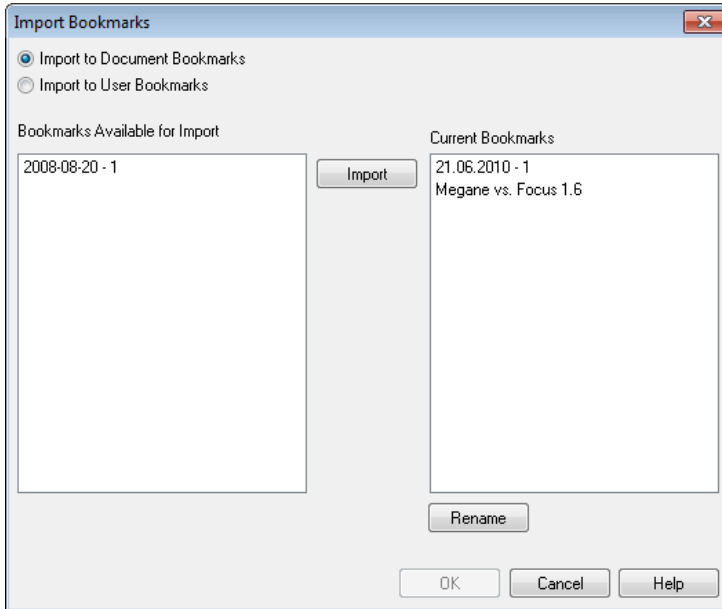 Import Bookmarks
Import to Document Bookmarks
Import to User Bookmarks
Bookmarks Available for Import
Current Bookmarks
2008-08-20 - 1
Import
21.06.2010 - 1
Megane vs. Focus 1.6
Rename
OK
Cancel
Help